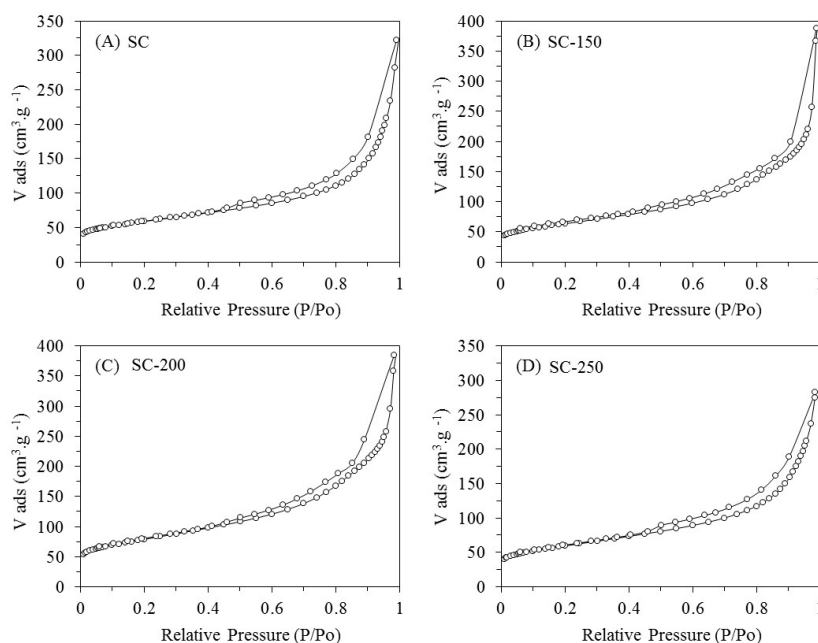 (A) SC
350
300
250
200
150
100
50
0
0 0.2 0.4 0.6 0.8 1
V ads (cm³.g⁻¹)
Relative Pressure (P/Po)
(B) SC-150
400
350
300
250
200
150
100
50
0
0 0.2 0.4 0.6 0.8 1
V ads (cm³.g⁻¹)
Relative Pressure (P/Po)
(C) SC-200
400
350
300
250
200
150
100
50
0
0 0.2 0.4 0.6 0.8 1
V ads (cm³.g⁻¹)
Relative Pressure (P/Po)
(D) SC-250
350
300
250
200
150
100
50
0
0 0.2 0.4 0.6 0.8 1
V ads (cm³.g⁻¹)
Relative Pressure (P/Po)